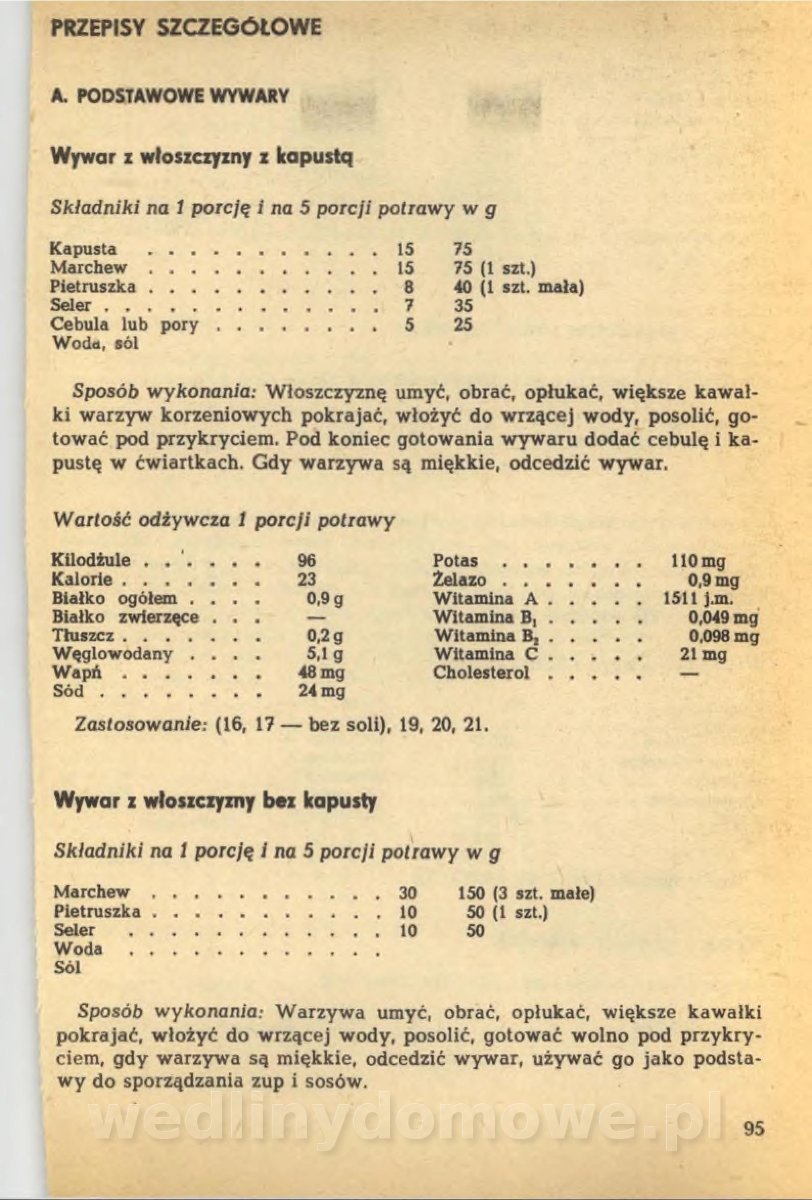 PRZEPISY SZCZEGÓŁOWE
A. PODSTAWOWE WYWARY
Wywar z włoszczyzny z kapustą
Składniki na 1 porcję i na 5 porcji potrawy w g
Kapusta . . . . . . . . . . . 15 75
Marchew . . . . . . . . . . . 15 75 (1 szt.)
Pietruszka . . . . . . . . . . . 8 40 (1 szt. mała)
Seler . . . . . . . . . . . . . 7 35
Cebula lub pory . . . . . . . . 5 25
Woda, sól
Sposób wykonania: Włoszczyznę umyć, obrać, opłukać, większe kawał-
ki warzyw korzeniowych pokrajać, włożyć do wrzącej wody, posolić, go-
tować pod przykryciem. Pod koniec gotowania wywaru dodać cebulę i ka-
pustę w ćwiartkach. Gdy warzywa są miękkie, odcedzić wywar.
Wartość odżywcza 1 porcji potrawy
Kilodżule . . . . . . 96 Potas . . . . . . . 110 mg
Kalorie . . . . . . . 23 Żelazo . . . . . . . 0,9 mg
Białko ogółem . . . . 0,9 g Witamina A . . . . . 1511 j.m.
Białko zwierzęce . . . — Witamina B₁ . . . . . 0,049 mg
Tłuszcz . . . . . . . 0,2 g Witamina B₂ . . . . . 0,098 mg
Węglowodany . . . . 5,1 g Witamina C . . . . . 21 mg
Wapń . . . . . . . 48 mg Cholesterol . . . . . —
Sód . . . . . . . . 24 mg
Zastosowanie: (16, 17 — bez soli), 19, 20, 21.
Wywar z włoszczyzny bez kapusty
Składniki na 1 porcję i na 5 porcji potrawy w g
Marchew . . . . . . . . . . . 30 150 (3 szt. małe)
Pietruszka . . . . . . . . . . . 10 50 (1 szt.)
Seler . . . . . . . . . . . . 10 50
Woda . . . . . . . . . . . .
Sól
Sposób wykonania: Warzywa umyć, obrać, opłukać, większe kawałki
pokrajać, włożyć do wrzącej wody, posolić, gotować wolno pod przykry-
ciem, gdy warzywa są miękkie, odcedzić wywar, używać go jako podsta-
wy do sporządzania zup i sosów.
wedlinydomowe.pl
95